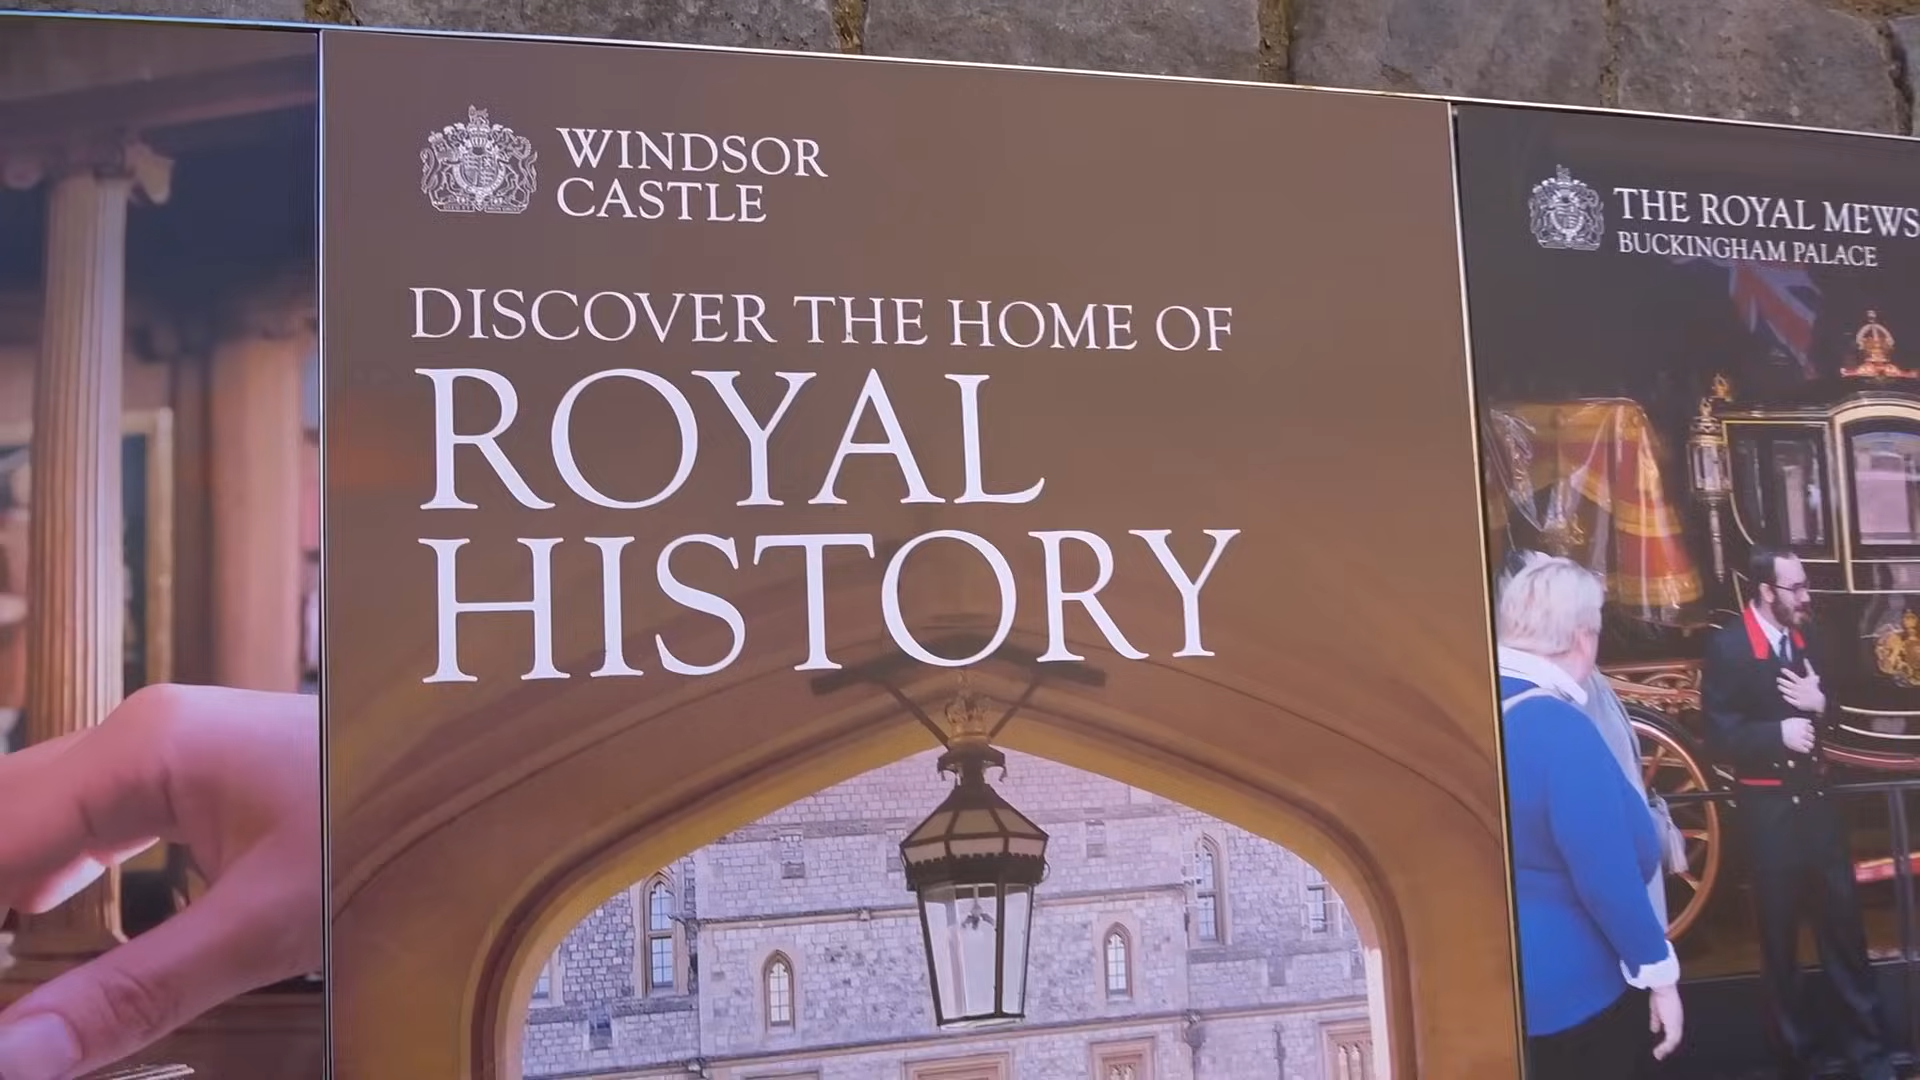 WINDSOR
CASTLE
DISCOVER THE HOME OF
ROYAL
HISTORY
THE ROYAL MEWS
BUCKINGHAM PALACE